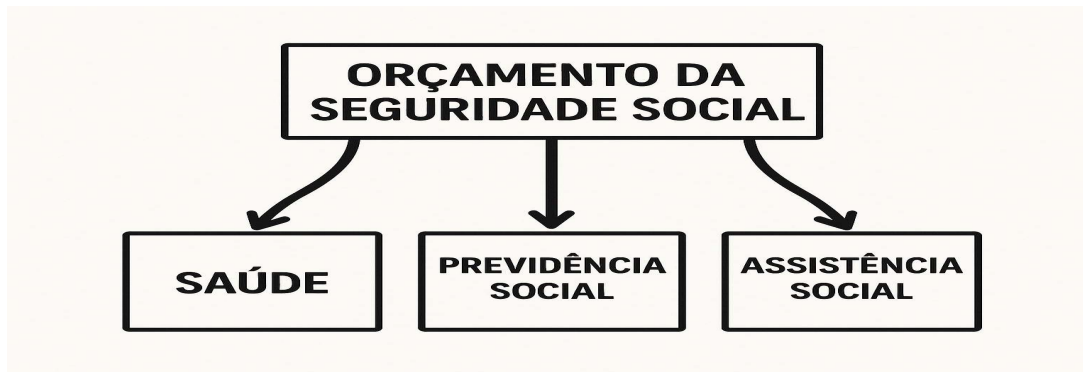 ORÇAMENTO DA
SEGURIDADE SOCIAL
SAÚDE
PREVIDÊNCIA
SOCIAL
ASSISTÊNCIA
SOCIAL